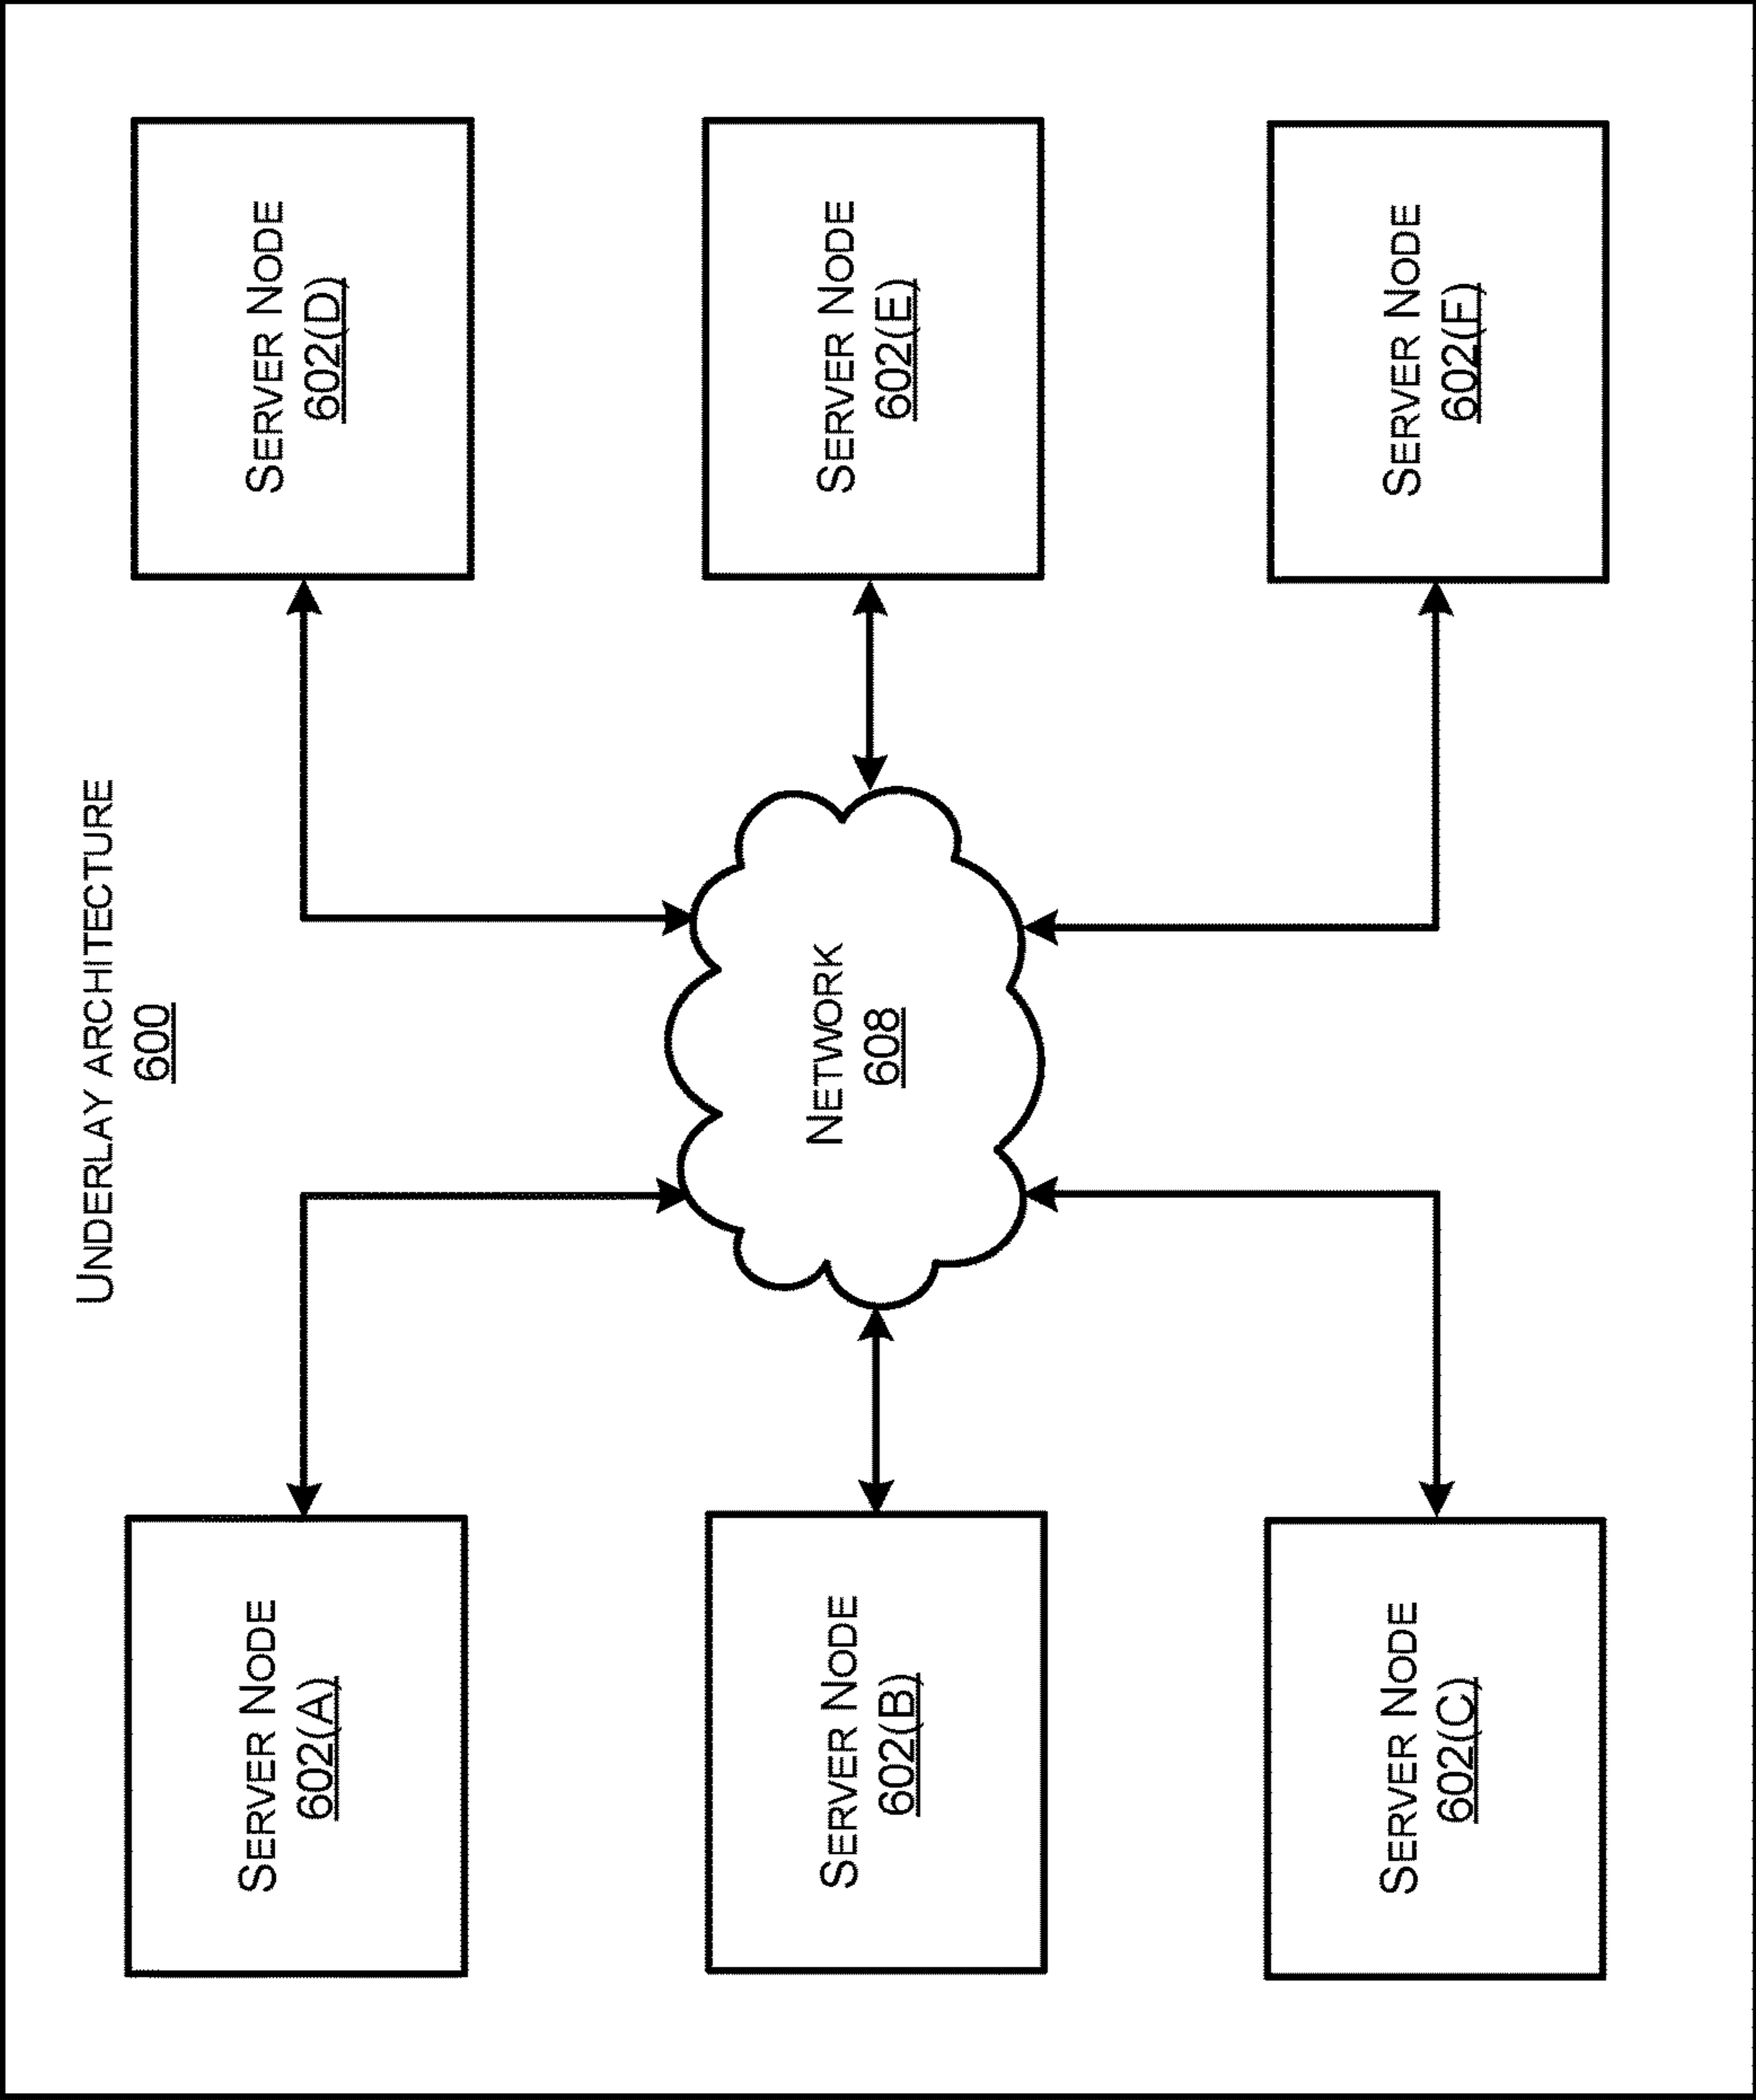 UNDERLAY ARCHITECTURE
600
SERVER NODE
602(A)
SERVER NODE
602(B)
SERVER NODE
602(C)
NETWORK
608
SERVER NODE
602(D)
SERVER NODE
602(E)
SERVER NODE
602(F)